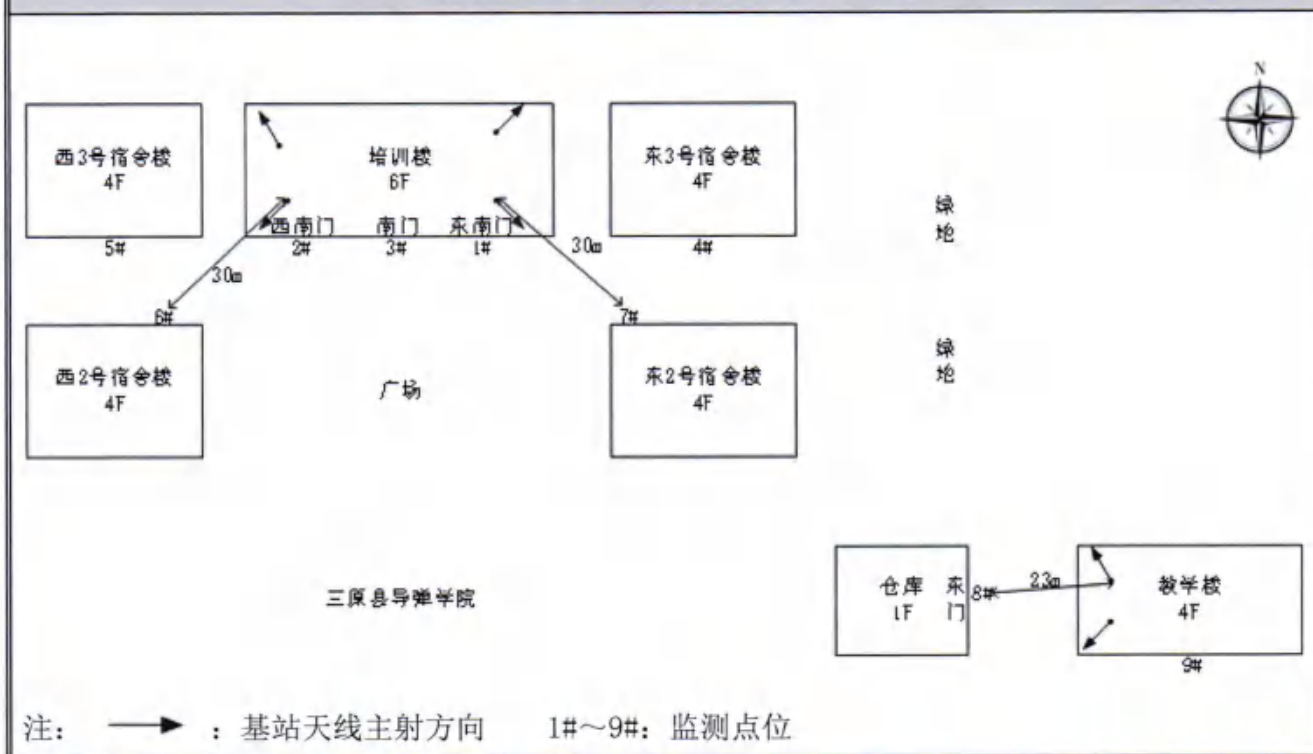 N
西3号宿舍楼
4F
培训楼
6F
东3号宿舍楼
4F
绿地
西南门
南门
东南门
5#
2#
3#
1#
4#
30m
30m
6#
7#
西2号宿舍楼
4F
广场
东2号宿舍楼
4F
绿地
三原县导弹学院
仓库
1F
东门
8#
23m
教学楼
4F
9#
注： ：基站天线主射方向 1#～9#：监测点位